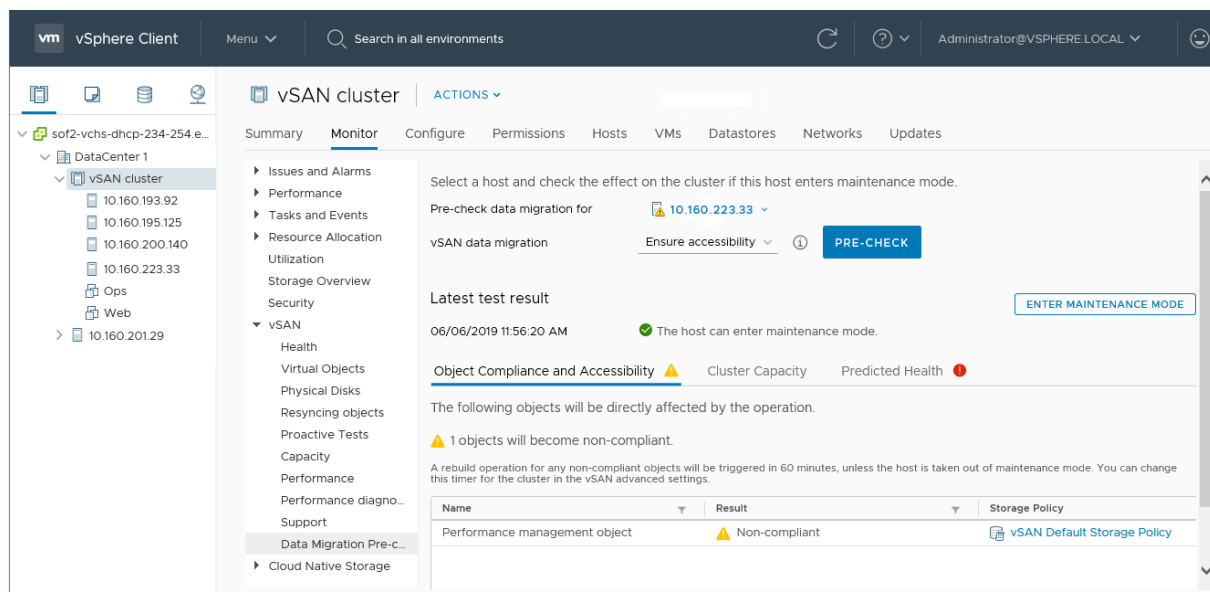 vm vSphere Client Menu Search in all environments Administrator@VSPHERE.LOCAL
vSAN cluster ACTIONS
Summary Monitor Configure Permissions Hosts VMs Datastores Networks Updates
sof2-vchs-dhcp-234-254.e...
DataCenter 1
vSAN cluster
10.160.193.92
10.160.195.125
10.160.200.140
10.160.223.33
Ops
Web
10.160.201.29
Issues and Alarms
Performance
Tasks and Events
Resource Allocation
Utilization
Storage Overview
Security
vSAN
Health
Virtual Objects
Physical Disks
Resyncing objects
Proactive Tests
Capacity
Performance
Performance diagno...
Support
Data Migration Pre-c...
Cloud Native Storage
Select a host and check the effect on the cluster if this host enters maintenance mode.
Pre-check data migration for 10.160.223.33
vSAN data migration Ensure accessibility PRE-CHECK
Latest test result
ENTER MAINTENANCE MODE
06/06/2019 11:56:20 AM The host can enter maintenance mode.
Object Compliance and Accessibility Cluster Capacity Predicted Health
The following objects will be directly affected by the operation.
1 objects will become non-compliant.
A rebuild operation for any non-compliant objects will be triggered in 60 minutes, unless the host is taken out of maintenance mode. You can change
this timer for the cluster in the vSAN advanced settings.
Name Result Storage Policy
Performance management object Non-compliant vSAN Default Storage Policy